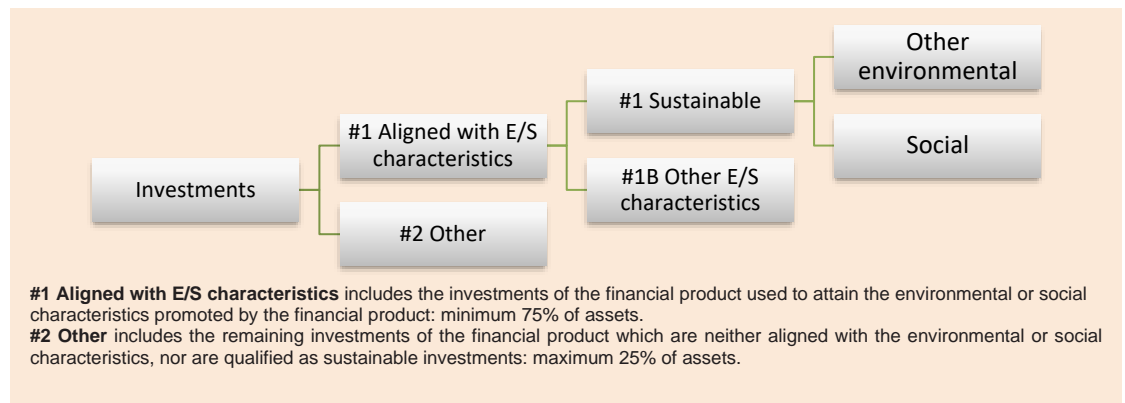 Investments
#1 Aligned with E/S
characteristics
#2 Other
#1 Sustainable
#1B Other E/S
characteristics
Other
environmental
Social
#1 Aligned with E/S characteristics includes the investments of the financial product used to attain the environmental or social
characteristics promoted by the financial product: minimum 75% of assets.
#2 Other includes the remaining investments of the financial product which are neither aligned with the environmental or social
characteristics, nor are qualified as sustainable investments: maximum 25% of assets.